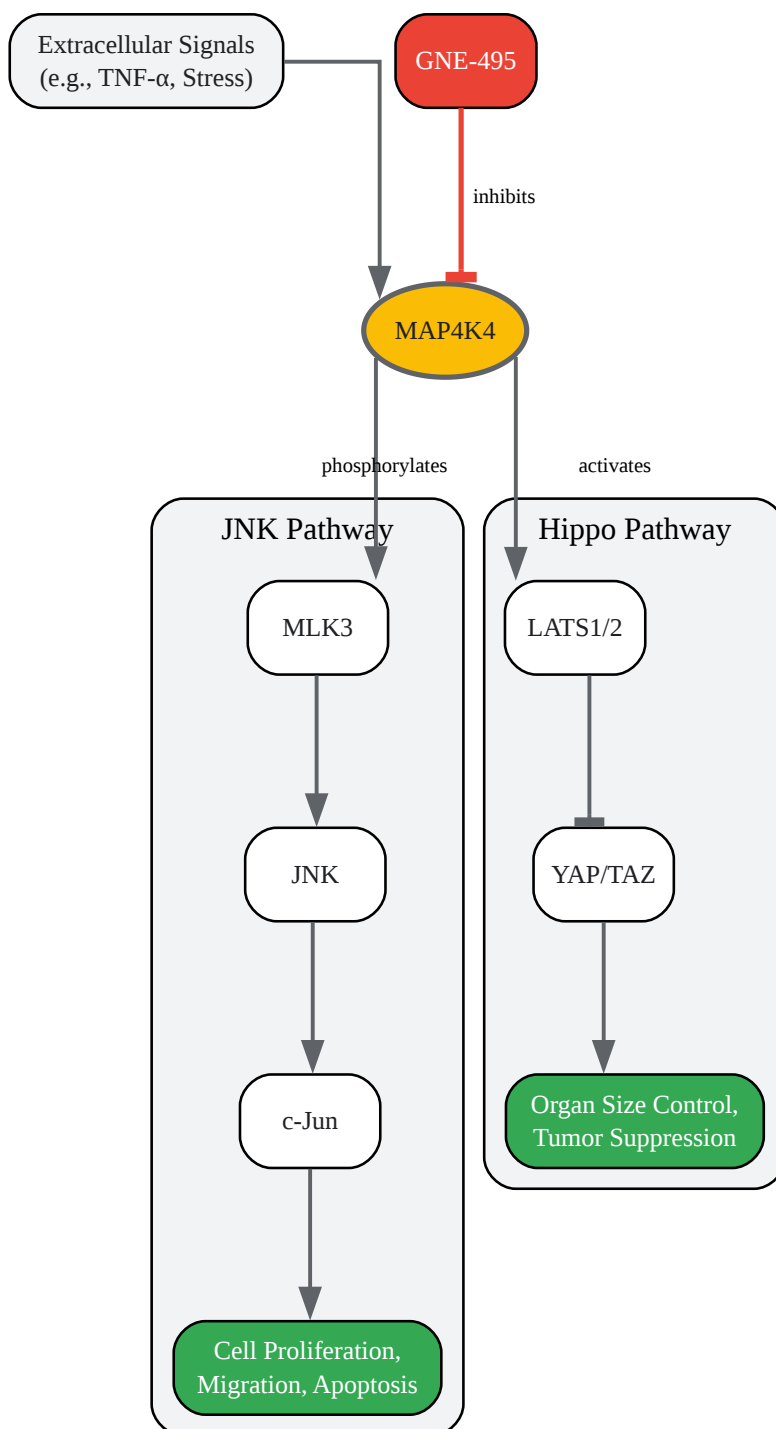 Extracellular Signals
(e.g., TNF-α, Stress)
GNE-495
inhibits
MAP4K4
phosphorylates
activates
JNK Pathway
Hippo Pathway
MLK3
LATS1/2
JNK
YAP/TAZ
c-Jun
Organ Size Control,
Tumor Suppression
Cell Proliferation,
Migration, Apoptosis